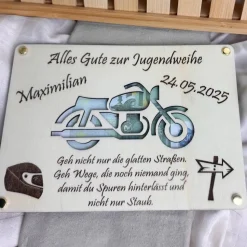 Alles Gute zur Jugendweihe
Maximilian
24.05.2025
Geh nicht nur die glatten Straßen.
Geh Wege, die noch niemand ging,
damit du Spuren hinterlässt und
nicht nur Staub.